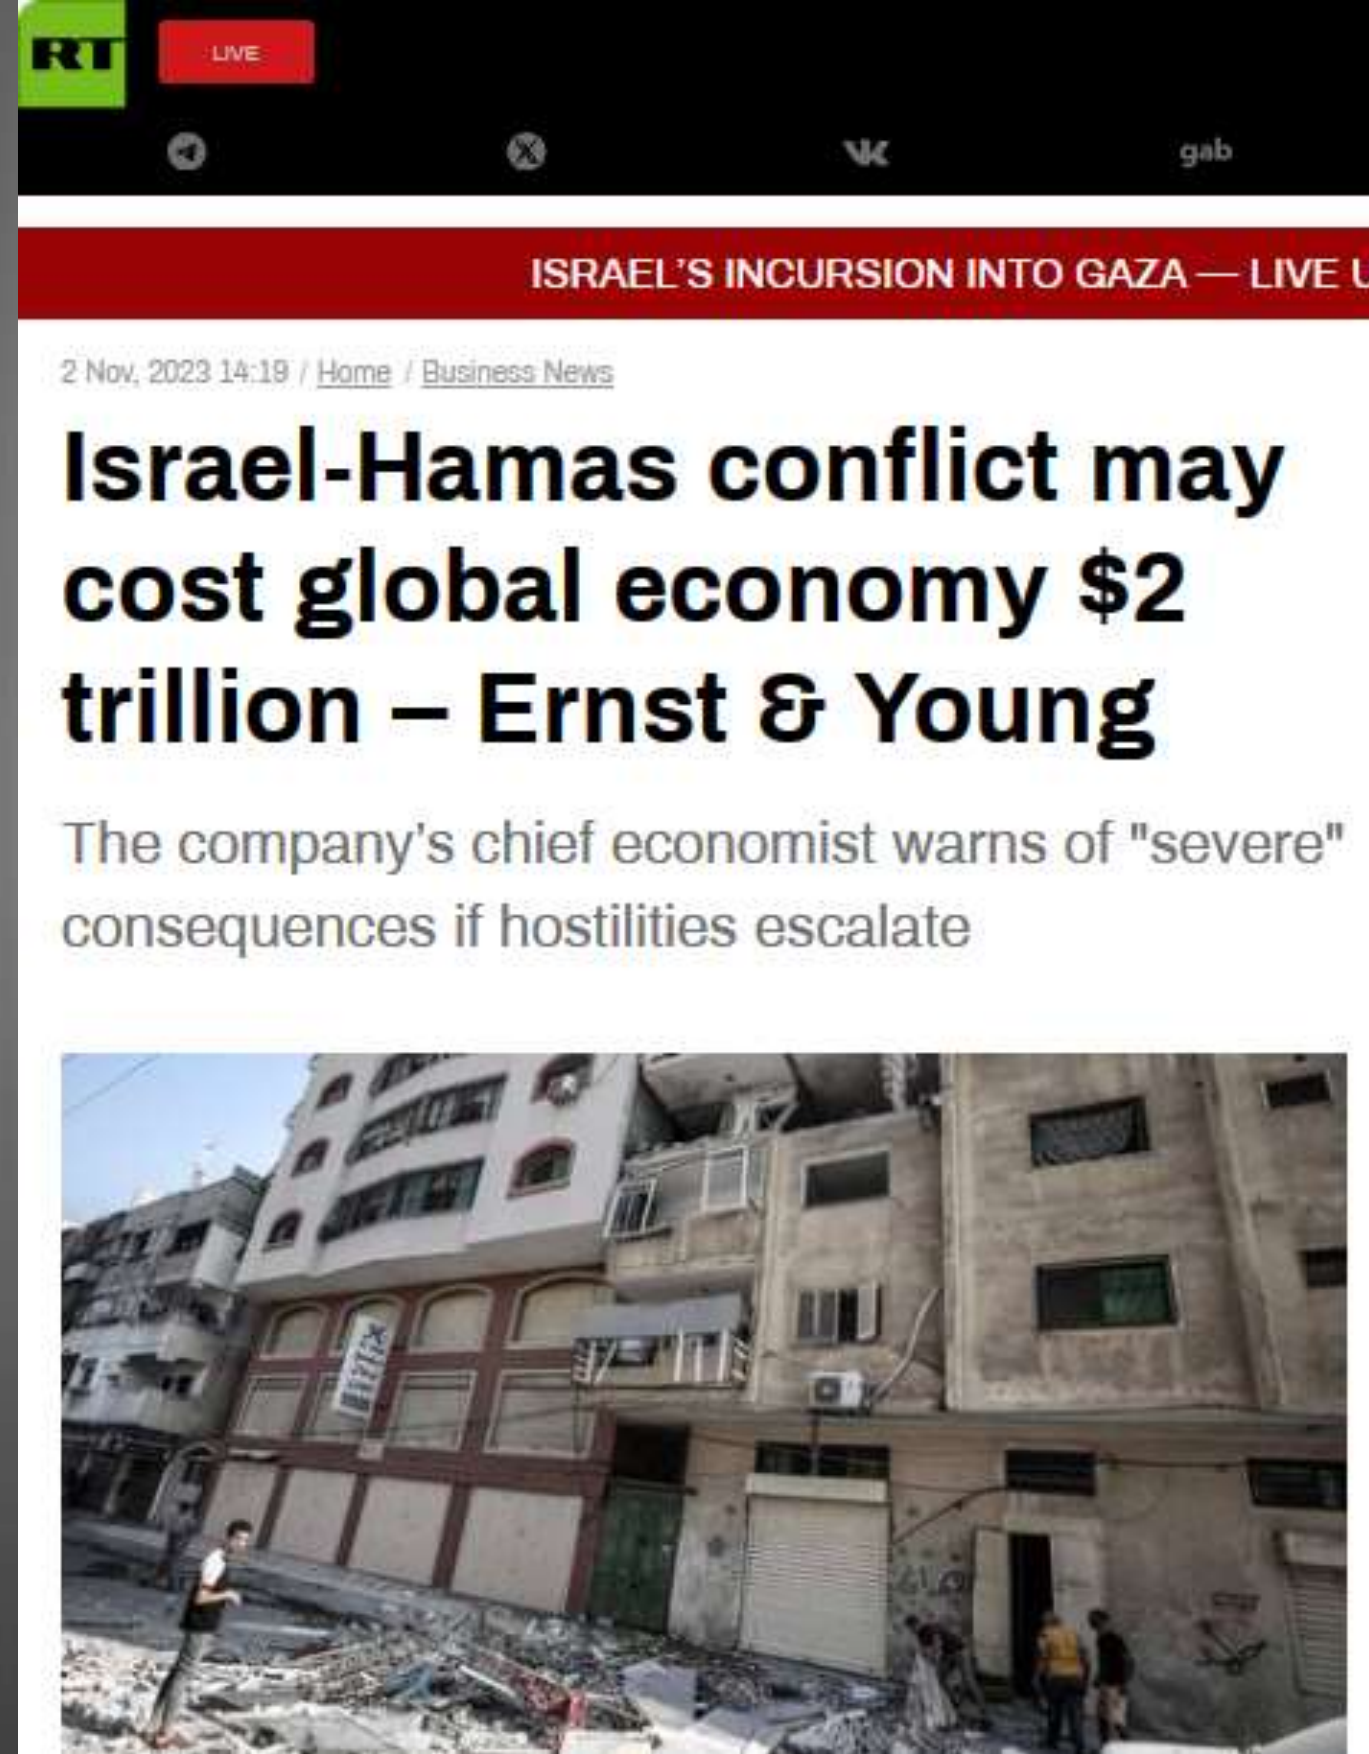 RT
LIVE
gab
ISRAEL'S INCURSION INTO GAZA — LIVE
2 Nov, 2023 14:19 / Home / Business News
Israel-Hamas conflict may
cost global economy $2
trillion – Ernst & Young
The company's chief economist warns of "severe"
consequences if hostilities escalate